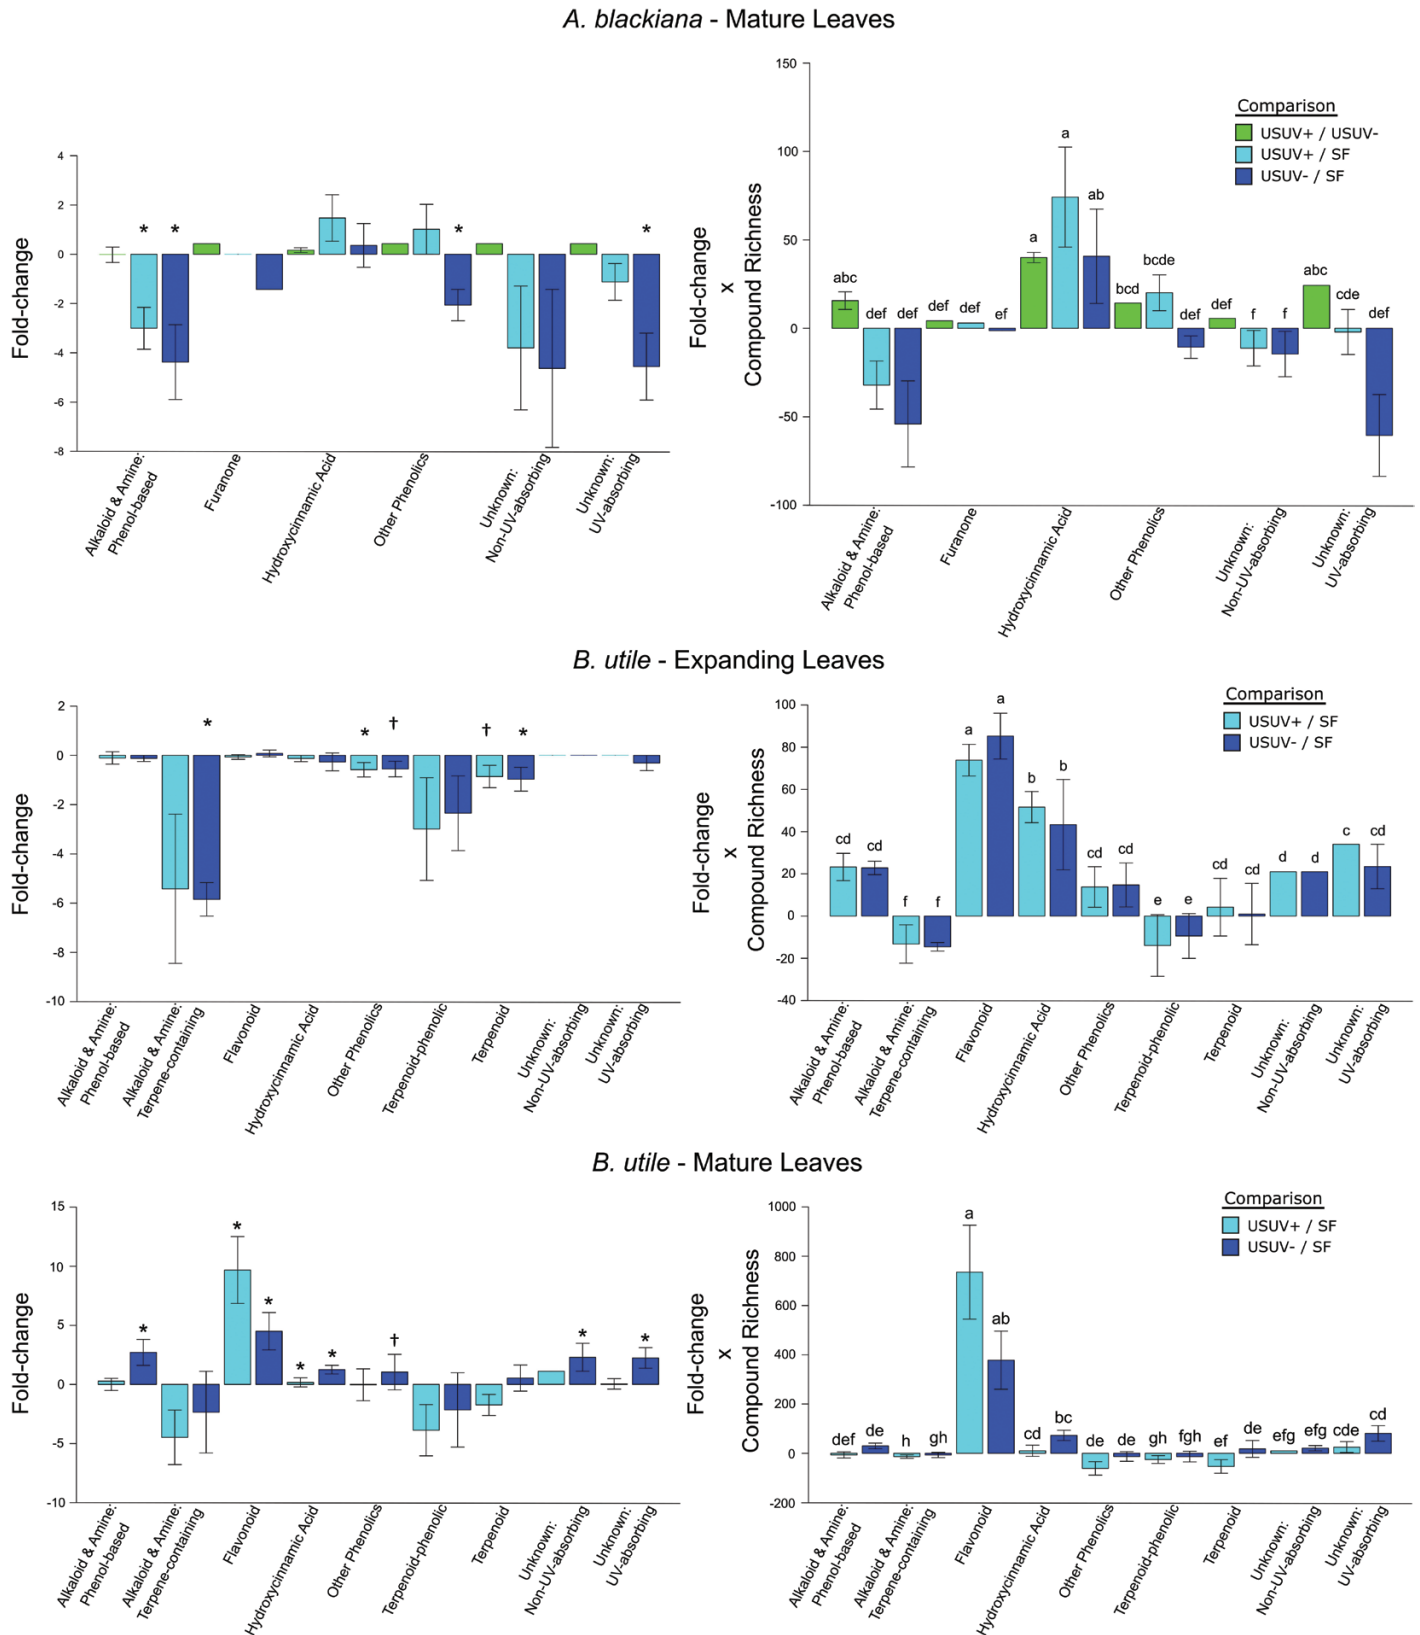 A. blackiana - Mature Leaves
4
2
0
-2
-4
-6
-8
Fold-change
* * * *
Alkaloid & Amine:
Phenol-based
Furanone
Hydroxycinnamic Acid
Other Phenolics
Unknown:
Non-UV-absorbing
Unknown:
UV-absorbing
150
100
50
0
-50
-100
Fold-change
x
Compound Richness
Comparison
USUV+ / USUV-
USUV+ / SF
USUV- / SF
abc def def def def ef a a ab bcd bcde def def f f abc cde def
Alkaloid & Amine:
Phenol-based
Furanone
Hydroxycinnamic Acid
Other Phenolics
Unknown:
Non-UV-absorbing
Unknown:
UV-absorbing
B. utile - Expanding Leaves
2
0
-2
-4
-6
-8
-10
Fold-change
* * † † *
Alkaloid & Amine:
Phenol-based
Alkaloid & Amine:
Terpene-containing
Flavonoid
Hydroxycinnamic Acid
Other Phenolics
Terpenoid-phenolic
Terpenoid
Unknown:
Non-UV-absorbing
Unknown:
UV-absorbing
100
80
60
40
20
0
-20
-40
Fold-change
x
Compound Richness
Comparison
USUV+ / SF
USUV- / SF
cd cd f f a a b b cd cd e e cd cd d d c cd
Alkaloid & Amine:
Phenol-based
Alkaloid & Amine:
Terpene-containing
Flavonoid
Hydroxycinnamic Acid
Other Phenolics
Terpenoid-phenolic
Terpenoid
Unknown:
Non-UV-absorbing
Unknown:
UV-absorbing
B. utile - Mature Leaves
15
10
5
0
-5
-10
Fold-change
* * * * * † * *
Alkaloid & Amine:
Phenol-based
Alkaloid & Amine:
Terpene-containing
Flavonoid
Hydroxycinnamic Acid
Other Phenolics
Terpenoid-phenolic
Terpenoid
Unknown:
Non-UV-absorbing
Unknown:
UV-absorbing
1000
800
600
400
200
0
-200
Fold-change
x
Compound Richness
Comparison
USUV+ / SF
USUV- / SF
def de h gh a ab cd bc de de gh fgh ef de efg efg cde cd
Alkaloid & Amine:
Phenol-based
Alkaloid & Amine:
Terpene-containing
Flavonoid
Hydroxycinnamic Acid
Other Phenolics
Terpenoid-phenolic
Terpenoid
Unknown:
Non-UV-absorbing
Unknown:
UV-absorbing